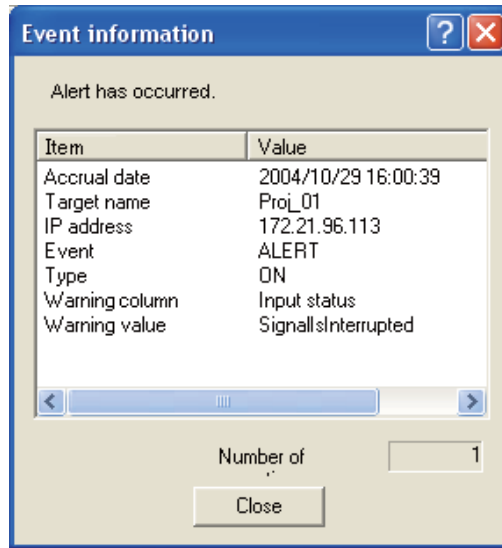 Event information
Alert has occurred.
Item Value
Accrual date 2004/10/29 16:00:39
Target name Proj_01
IP address 172.21.96.113
Event ALERT
Type ON
Warning column Input status
Warning value SignalIsInterrupted
Number of 1
Close